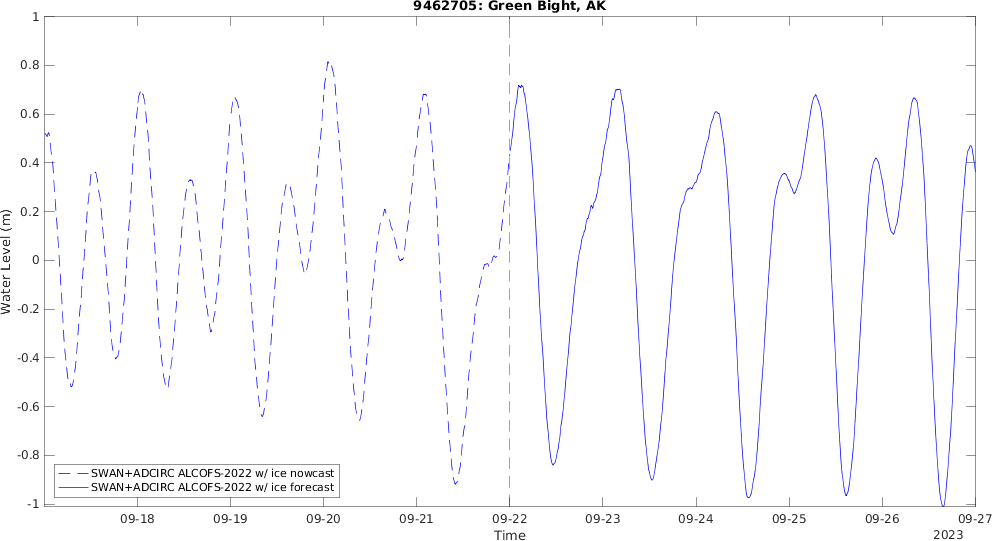 9462705: Green Bight, AK
1
0.8
0.6
0.4
0.2
0
-0.2
-0.4
-0.6
-0.8
-1
Water Level (m)
SWAN+ADCIRC ALCOFS-2022 w/ ice nowcast
SWAN+ADCIRC ALCOFS-2022 w/ ice forecast
09-18 09-19 09-20 09-21 09-22 09-23 09-24 09-25 09-26 09-27
Time
2023